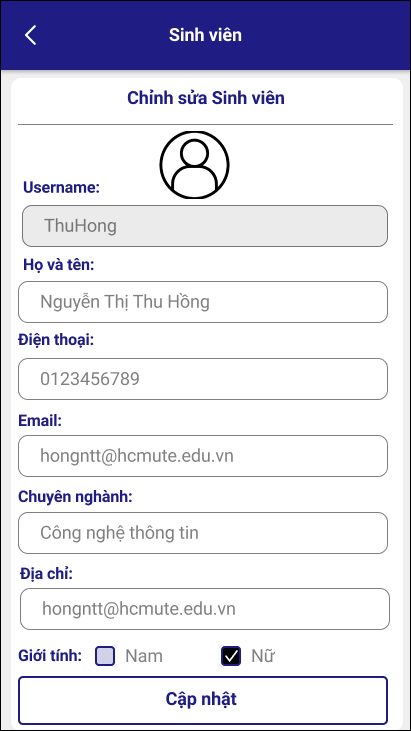 Sinh viên
Chỉnh sửa Sinh viên
Username:
ThuHong
Họ và tên:
Nguyễn Thị Thu Hồng
Điện thoại:
0123456789
Email:
hongntt@hcmute.edu.vn
Chuyên nghành:
Công nghệ thông tin
Địa chỉ:
hongntt@hcmute.edu.vn
Giới tính: Nam Nữ
Cập nhật